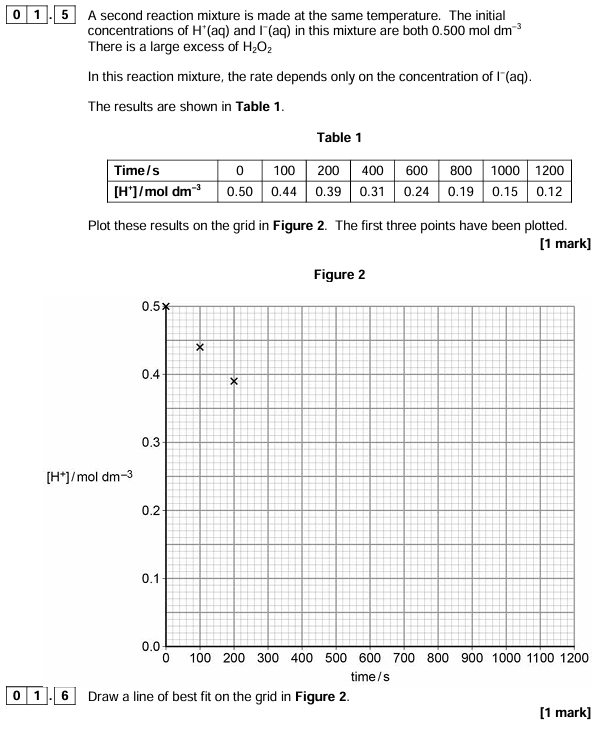 0 1 . 5 A second reaction mixture is made at the same temperature. The initial
concentrations of H⁺(aq) and I⁻(aq) in this mixture are both 0.500 mol dm⁻³
There is a large excess of H₂O₂
In this reaction mixture, the rate depends only on the concentration of I⁻(aq).
The results are shown in Table 1.
Table 1
Time / s 0 100 200 400 600 800 1000 1200
[H⁺] / mol dm⁻³ 0.50 0.44 0.39 0.31 0.24 0.19 0.15 0.12
Plot these results on the grid in Figure 2. The first three points have been plotted.
[1 mark]
Figure 2
0.5
0.4
0.3
[H⁺] / mol dm⁻³
0.2
0.1
0.0
0 100 200 300 400 500 600 700 800 900 1000 1100 1200
time / s
0 1 . 6 Draw a line of best fit on the grid in Figure 2.
[1 mark]